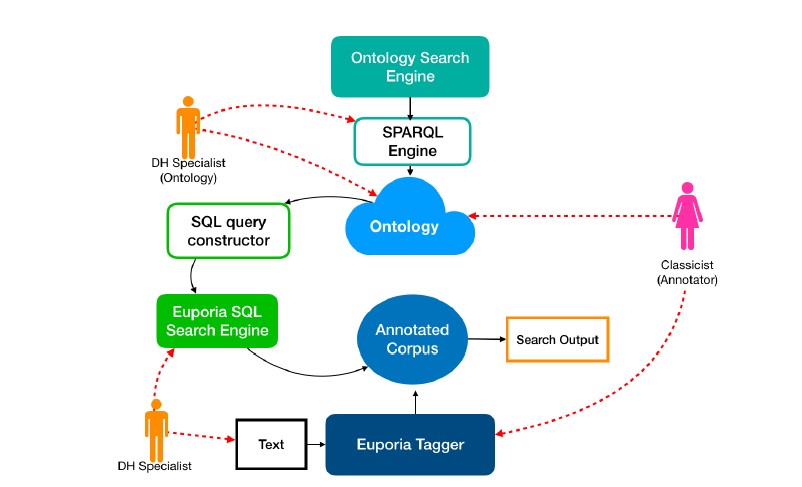 Ontology Search
Engine
SPARQL
Engine
DH Specialist
(Ontology)
Ontology
SQL query
constructor
Classicist
(Annotator)
Euporia SQL
Search Engine
Annotated
Corpus
Search Output
Text
Euporia Tagger
DH Specialist